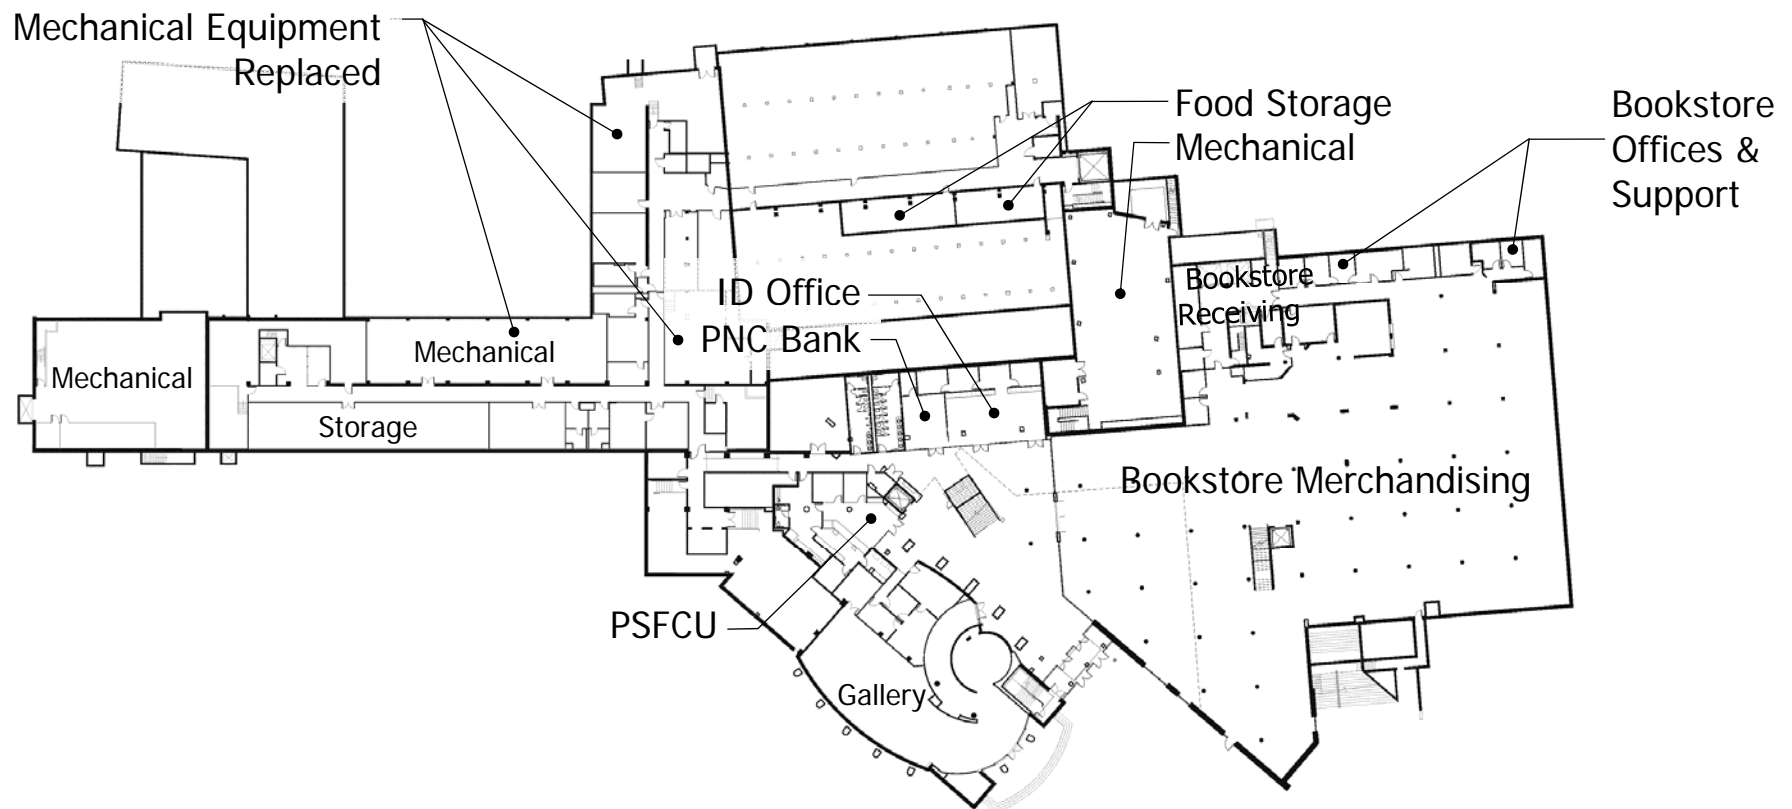 Mechanical Equipment
Replaced
Food Storage
Mechanical
Bookstore
Offices &
Support
Bookstore
Receiving
ID Office
PNC Bank
Mechanical
Mechanical
Storage
Bookstore Merchandising
PSFCU
Gallery